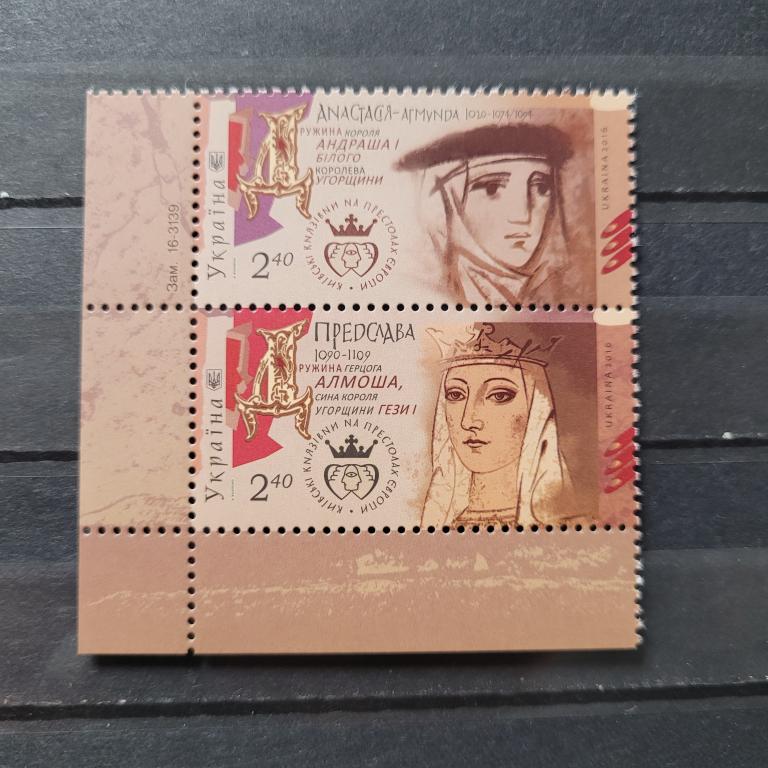 АНАСТАСІЯ–АГМУНДА 1020–1074/1094
ДРУЖИНА КОРОЛЯ
АНДРАША І
БІЛОГО
КОРОЛЕВА
УГОРЩИНИ
Україна
2 40
• КИЇВСЬКІ КНЯЗІВНИ НА ПРЕСТОЛАХ ЄВРОПИ
UKRAINA 2016
Зам. 16-3139
ПРЕДСЛАВА
1090–1109
ДРУЖИНА ГЕРЦОГА
АЛМОША,
СИНА КОРОЛЯ
УГОРЩИНИ ГЕЗИ І
Україна
2 40
• КИЇВСЬКІ КНЯЗІВНИ НА ПРЕСТОЛАХ ЄВРОПИ
UKRAINA 2016